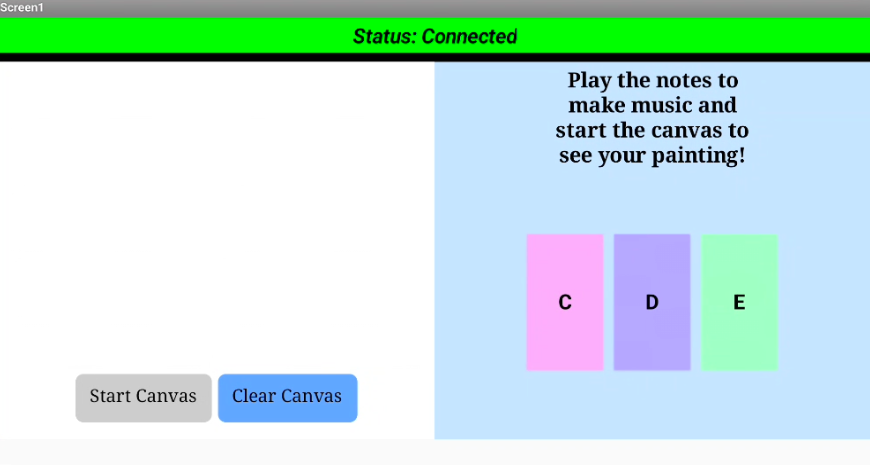 Screen1
Status: Connected
Play the notes to
make music and
start the canvas to
see your painting!
C
D
E
Start Canvas
Clear Canvas